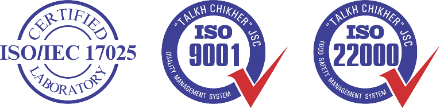 CERTIFIED
ISO/IEC 17025
LABORATORY
"TALKH CHIKHER" JSC
ISO
9001
QUALITY MANAGEMENT SYSTEM
"TALKH CHIKHER" JSC
ISO
22000
FOOD SAFETY MANAGEMENT SYSTEM